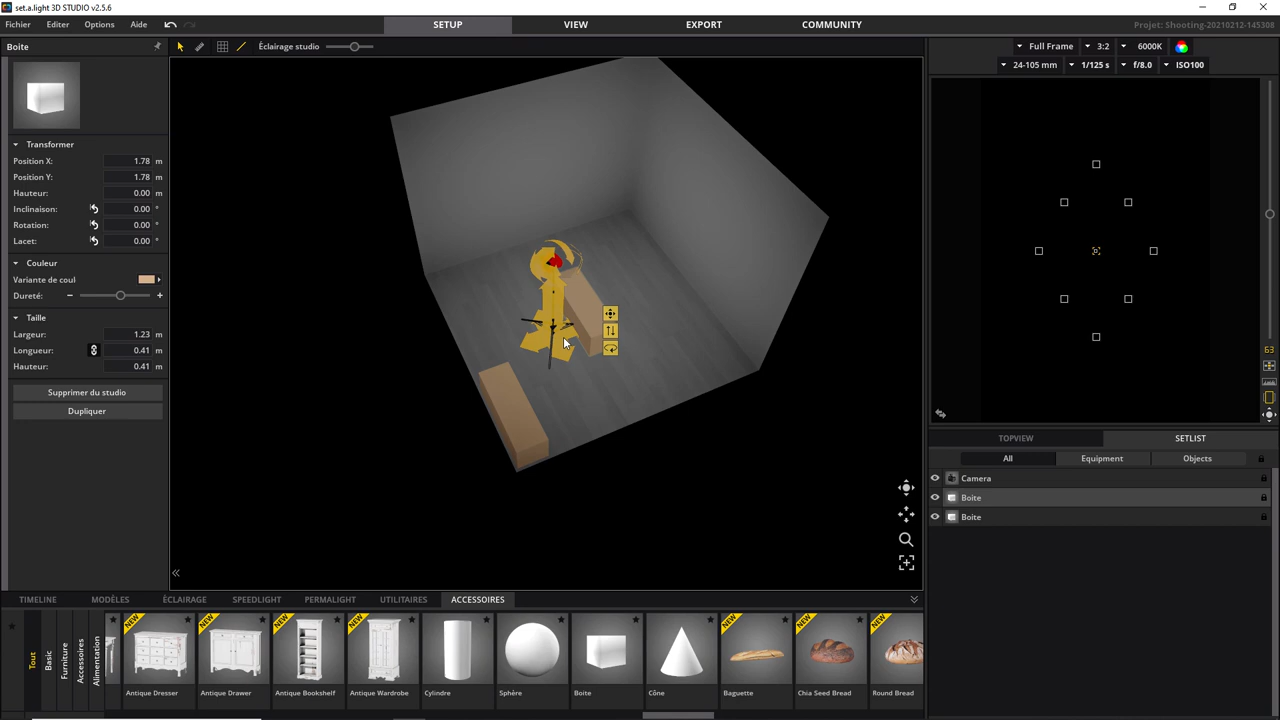 set.a.light 3D STUDIO v2.5.6
Fichier Editer Options Aide SETUP VIEW EXPORT COMMUNITY Projet: Shooting-20210212-145308
Boite
Éclairage studio
Full Frame 3:2 6000K
24-105 mm 1/125 s f/8.0 ISO100
Transformer
Position X: 1.78 m
Position Y: 1.78 m
Hauteur: 0.00 m
Inclinaison: 0.00 °
Rotation: 0.00 °
Lacet: 0.00 °
Couleur
Variante de coul
Dureté:
Taille
Largeur: 1.23 m
Longueur: 0.41 m
Hauteur: 0.41 m
Supprimer du studio
Dupliquer
63
TOPVIEW SETLIST
All Equipment Objects
Camera
Boite
Boite
TIMELINE MODÈLES ÉCLAIRAGE SPEEDLIGHT PERMALIGHT UTILITAIRES ACCESSOIRES
Tout
Basic
Furniture
Accessoires
Alimentation
NEW NEW NEW NEW NEW NEW NEW
Antique Dresser Antique Drawer Antique Bookshelf Antique Wardrobe Cylindre Sphère Boite Cône Baguette Chia Seed Bread Round Bread